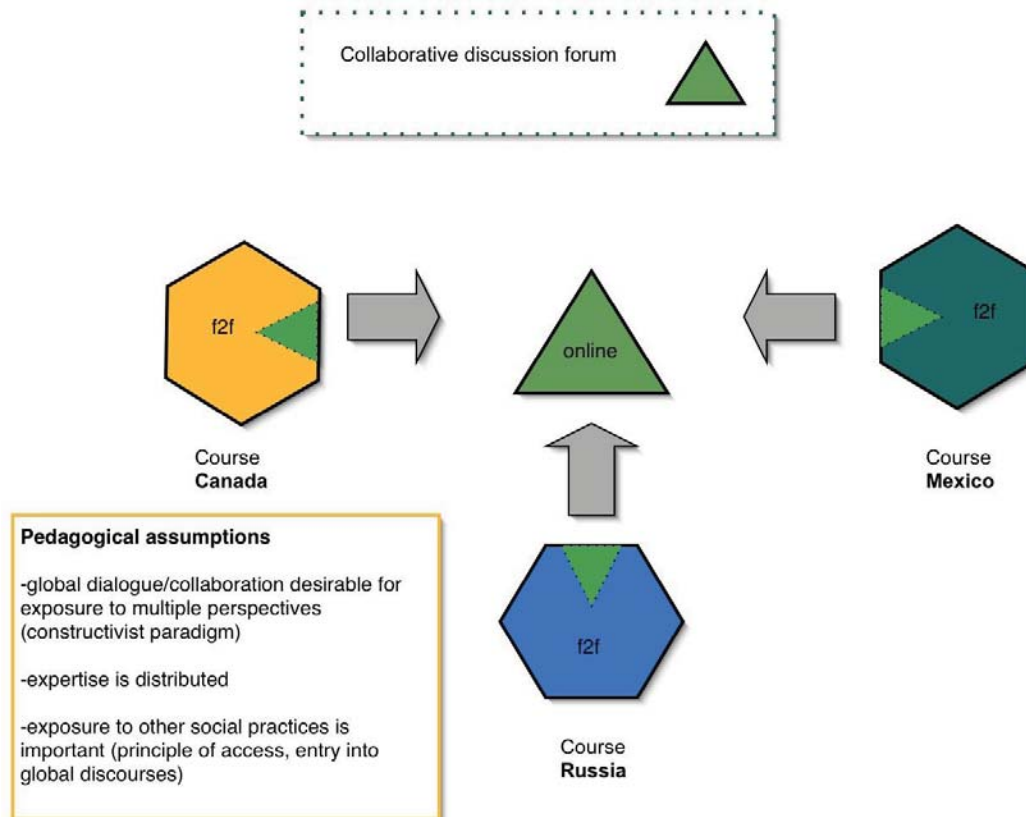 Collaborative discussion forum
f2f
online
f2f
Course
Canada
Course
Mexico
Pedagogical assumptions
-global dialogue/collaboration desirable for
exposure to multiple perspectives
(constructivist paradigm)
-expertise is distributed
-exposure to other social practices is
important (principle of access, entry into
global discourses)
f2f
Course
Russia